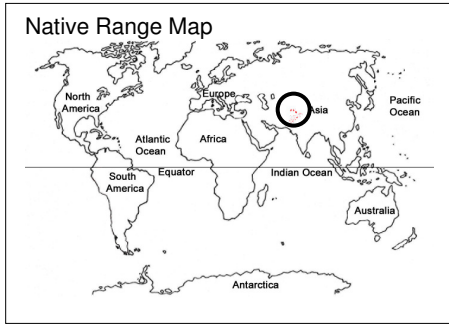 Native Range Map
North
America
Europe
Asia
Pacific
Ocean
Atlantic
Ocean
Africa
Equator
Indian Ocean
South
America
Australia
Antarctica